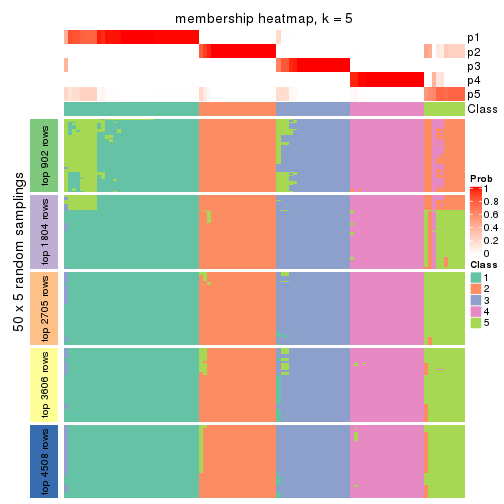 membership heatmap, k = 5
p1
p2
p3
p4
p5
Class
50 x 5 random samplings
top 902 rows
top 1804 rows
top 2705 rows
top 3606 rows
top 4508 rows
Prob
1
0.8
0.6
0.4
0.2
0
Class
1
2
3
4
5